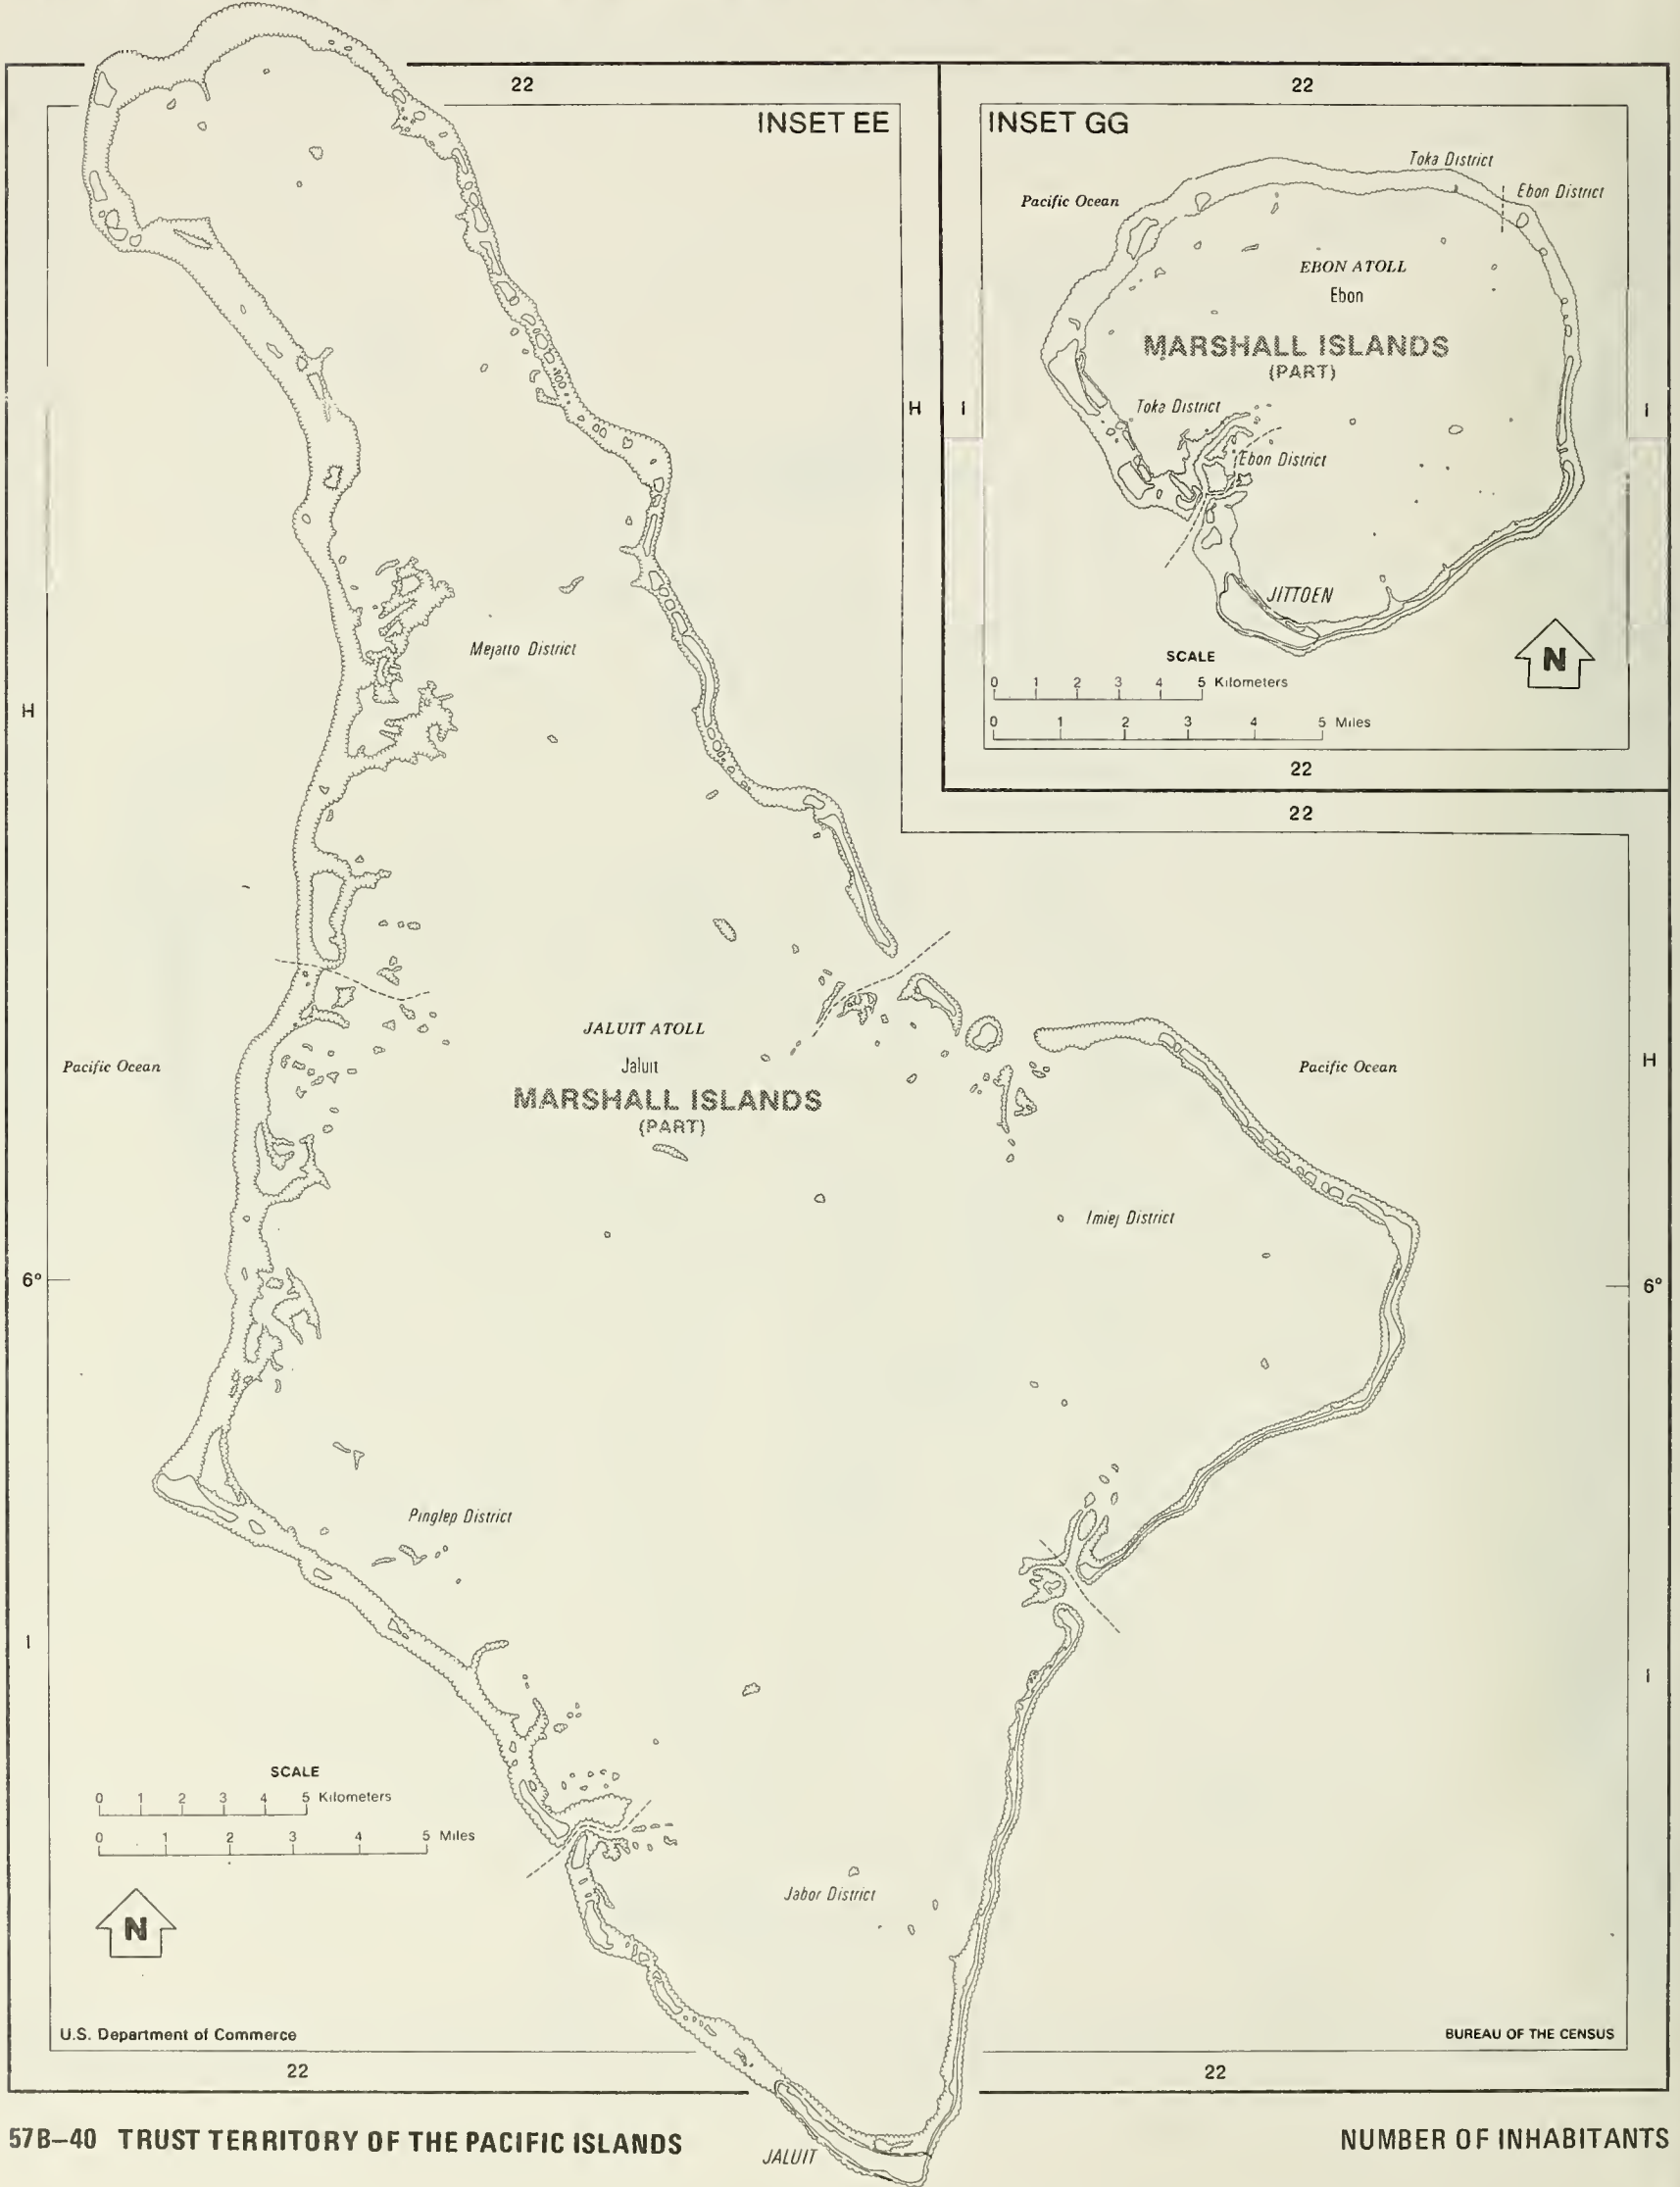 22
INSET EE
H
Mejatto District
H
JALUIT ATOLL
Jaluit
MARSHALL ISLANDS
(PART)
Pacific Ocean
Pacific Ocean
H
Imiej District
6°
6°
Pinglep District
I
I
SCALE
0 1 2 3 4 5 Kilometers
0 1 2 3 4 5 Miles
N
Jabor District
U.S. Department of Commerce
BUREAU OF THE CENSUS
22
22
JALUIT
22
INSET GG
Toka District
Ebon District
Pacific Ocean
EBON ATOLL
Ebon
MARSHALL ISLANDS
(PART)
I
I
Toka District
Ebon District
JITTOEN
SCALE
0 1 2 3 4 5 Kilometers
0 1 2 3 4 5 Miles
N
22
22
57B–40 TRUST TERRITORY OF THE PACIFIC ISLANDS
NUMBER OF INHABITANTS